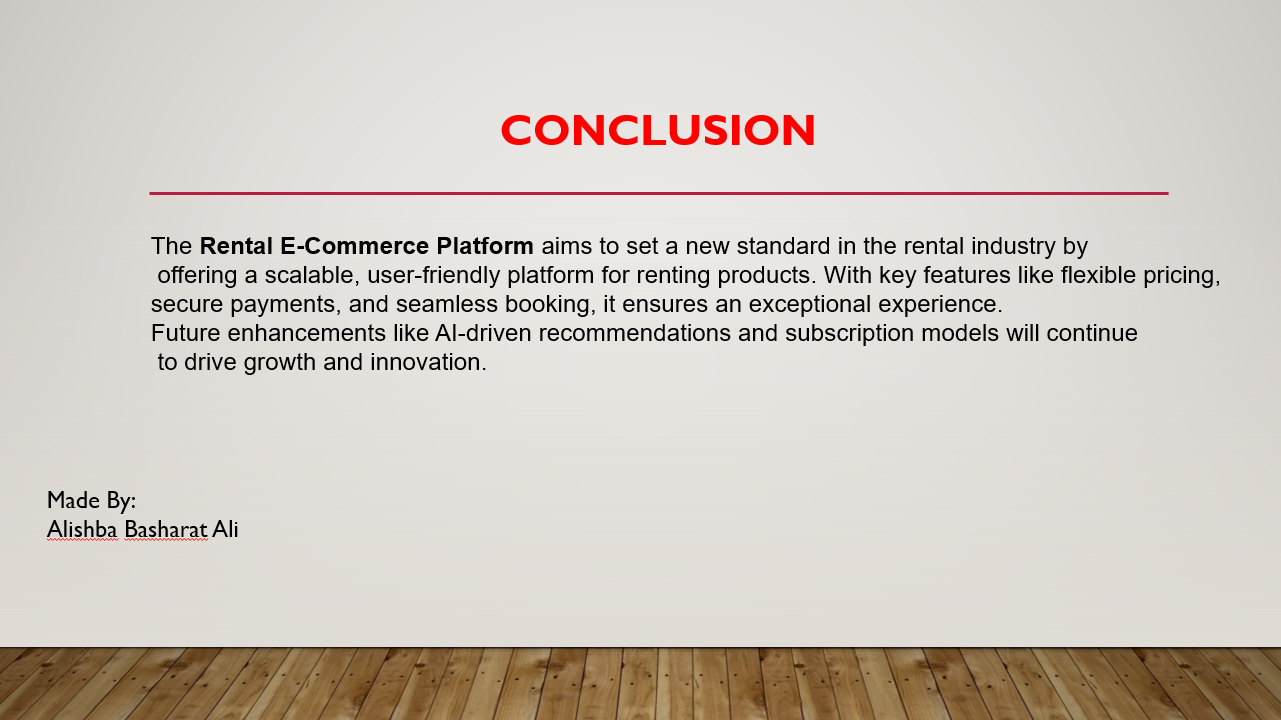 CONCLUSION
The Rental E-Commerce Platform aims to set a new standard in the rental industry by
offering a scalable, user-friendly platform for renting products. With key features like flexible pricing,
secure payments, and seamless booking, it ensures an exceptional experience.
Future enhancements like AI-driven recommendations and subscription models will continue
to drive growth and innovation.
Made By:
Alishba Basharat Ali